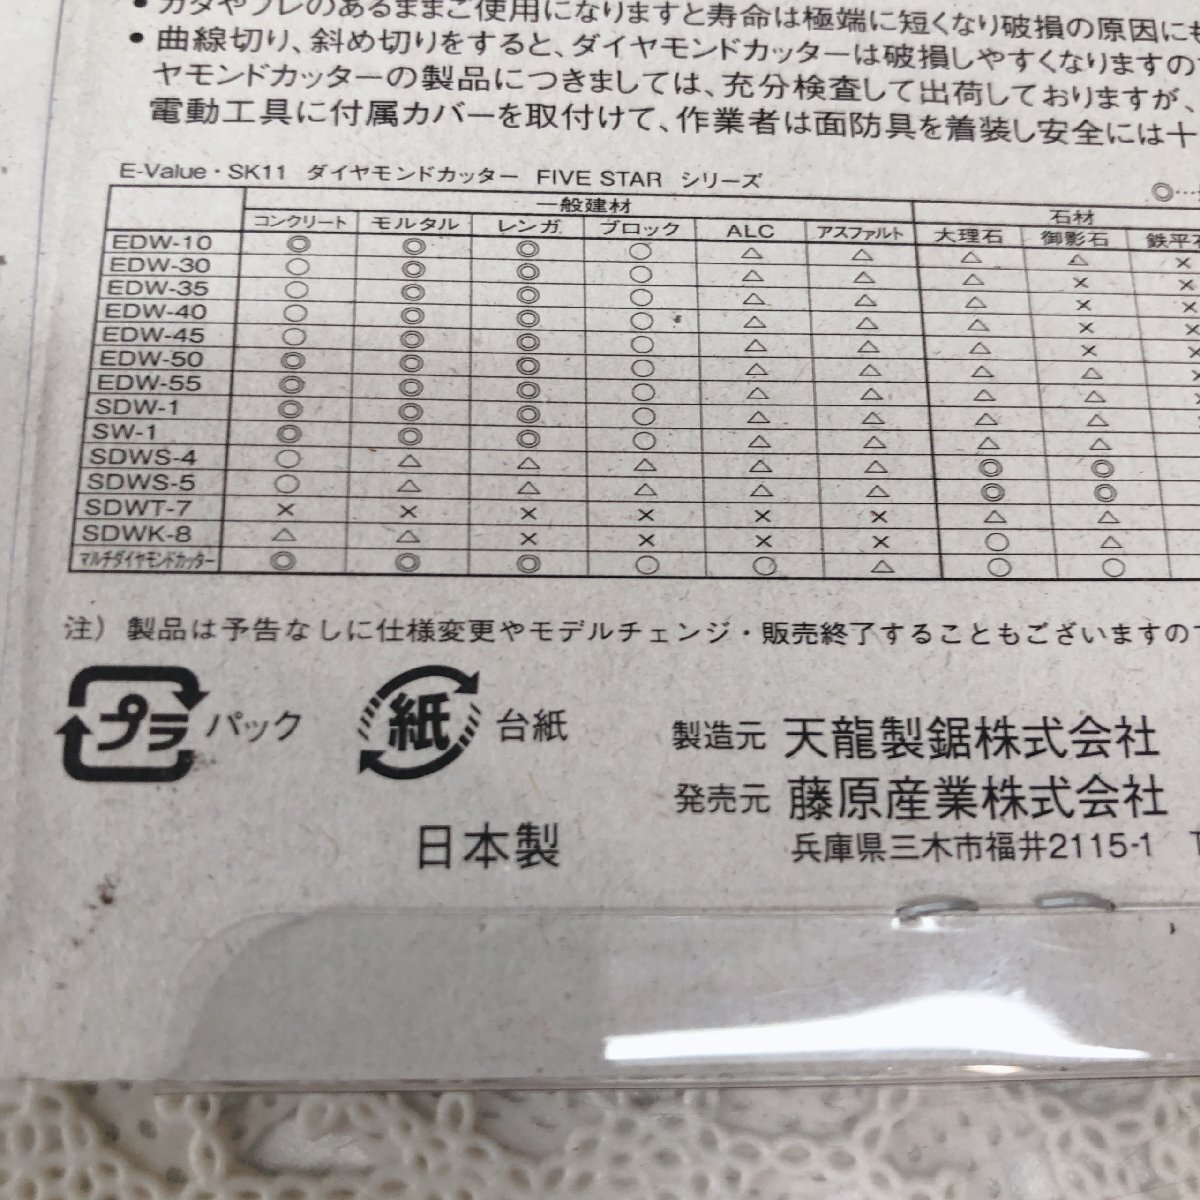 • ガタやブレのあるままご使用になりますと寿命は極端に短くなり破損の原因にも
• 曲線切り、斜め切りをすると、ダイヤモンドカッターは破損しやすくなりますので
ヤモンドカッターの製品につきましては、充分検査して出荷しておりますが、
電動工具に付属カバーを取付けて、作業者は面防具を着装し安全には十
E-Value・SK11 ダイヤモンドカッター FIVE STAR シリーズ ◎…
一般建材 石材
コンクリート モルタル レンガ ブロック ALC アスファルト 大理石 御影石 鉄平石
EDW-10 ◎ ◎ ◎ ○ △ △ △ △ ×
EDW-30 ○ ◎ ◎ ○ △ △ △ × ×
EDW-35 ○ ◎ ◎ ○ △ △ △ × ×
EDW-40 ○ ◎ ◎ ○ △ △ △ × ×
EDW-45 ○ ◎ ◎ ○ △ △ △ × ×
EDW-50 ◎ ◎ ◎ ○ △ △ △ △ ×
EDW-55 ◎ ◎ ◎ ○ △ △ △ △ ×
SDW-1 ◎ ◎ ◎ ○ △ △ △ △
SW-1 ◎ ◎ ◎ ○ △ △ △ △
SDWS-4 ○ △ △ △ △ △ ◎ ◎
SDWS-5 ○ △ △ △ △ △ ◎ ◎
SDWT-7 × × × × × × △ △
SDWK-8 △ △ × × × × ○ △
マルチダイヤモンドカッター ◎ ◎ ◎ ○ ○ △ ○ ○
注）製品は予告なしに仕様変更やモデルチェンジ・販売終了することもございますので
プラ パック 紙 台紙
製造元 天龍製鋸株式会社
発売元 藤原産業株式会社
兵庫県三木市福井2115-1
日本製